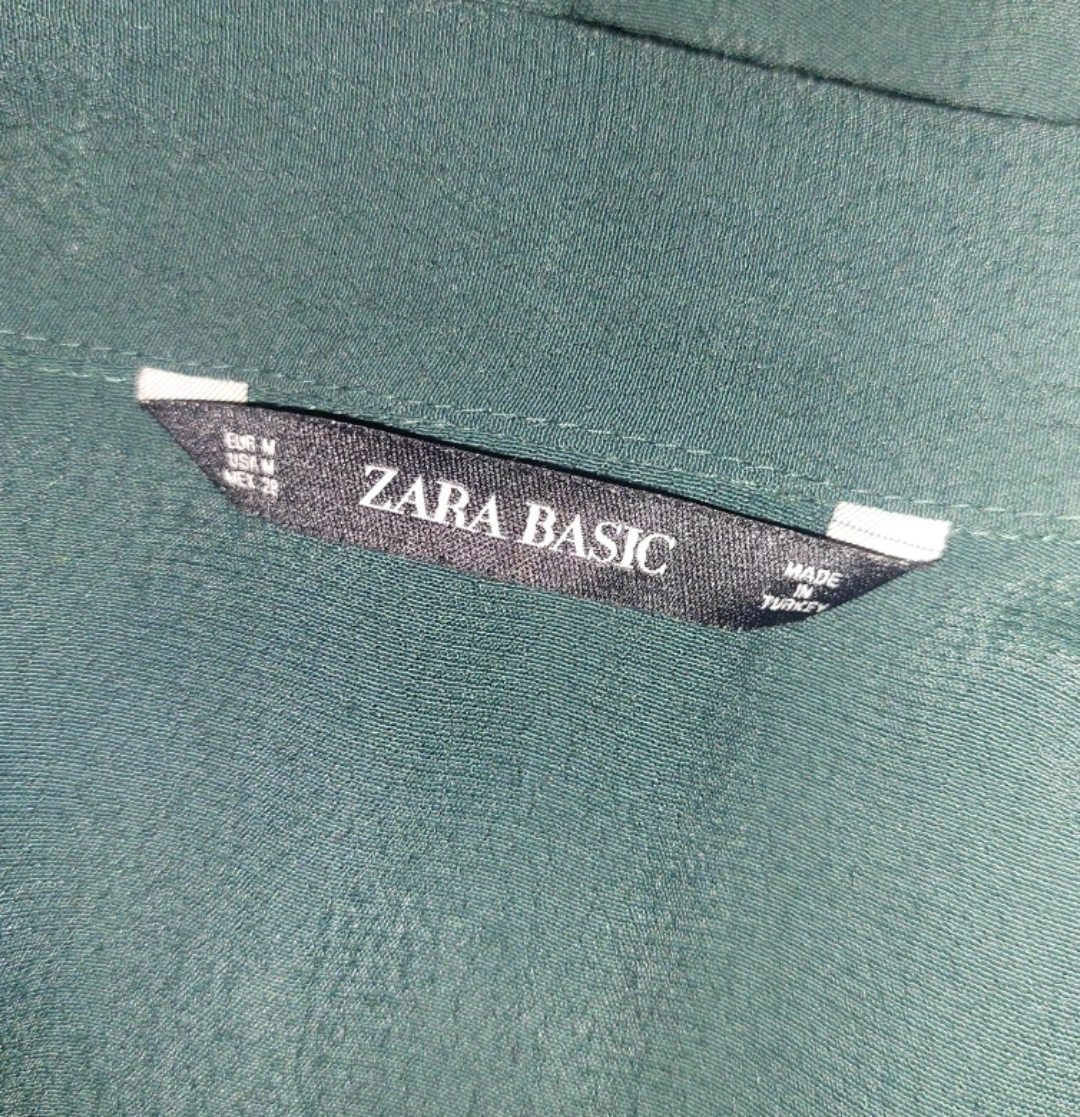 EUR M
USA M
MEX 28
ZARA BASIC
MADE
IN
TURKEY